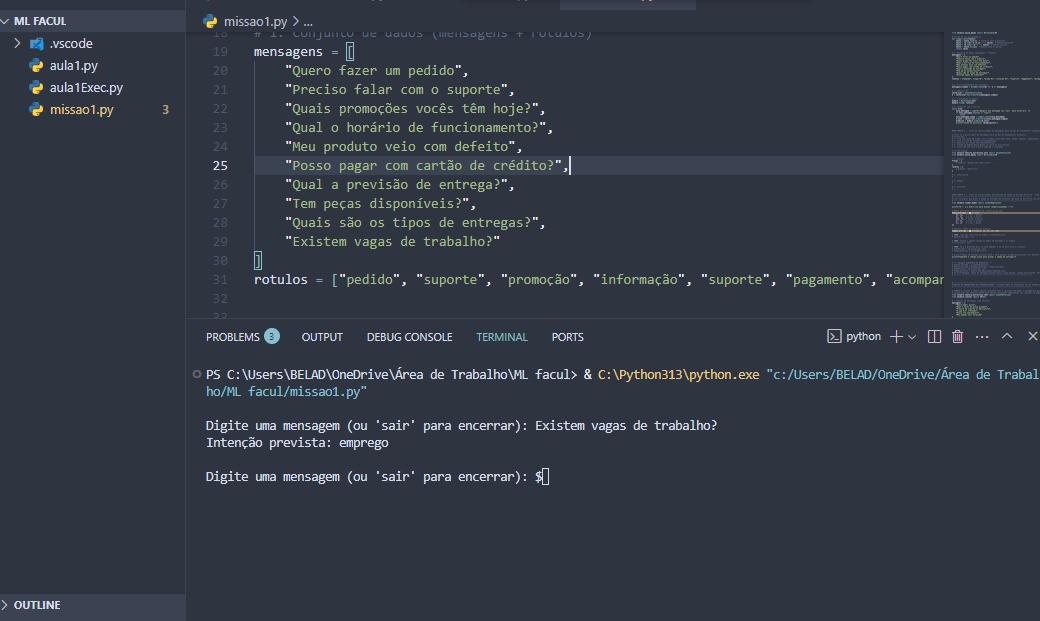 ML FACUL
.vscode
aula1.py
aula1Exec.py
missao1.py 3
OUTLINE
missao1.py > ...
18 # 1. Conjunto de dados (mensagens + rótulos)
19 mensagens = [
20 "Quero fazer um pedido",
21 "Preciso falar com o suporte",
22 "Quais promoções vocês têm hoje?",
23 "Qual o horário de funcionamento?",
24 "Meu produto veio com defeito",
25 "Posso pagar com cartão de crédito?",
26 "Qual a previsão de entrega?",
27 "Tem peças disponíveis?",
28 "Quais são os tipos de entregas?",
29 "Existem vagas de trabalho?"
30 ]
31 rotulos = ["pedido", "suporte", "promoção", "informação", "suporte", "pagamento", "acompar
32
33
PROBLEMS 3 OUTPUT DEBUG CONSOLE TERMINAL PORTS python
PS C:\Users\BELAD\OneDrive\Área de Trabalho\ML facul> & C:\Python313\python.exe "c:/Users/BELAD/OneDrive/Área de Trabal
ho/ML facul/missao1.py"
Digite uma mensagem (ou 'sair' para encerrar): Existem vagas de trabalho?
Intenção prevista: emprego
Digite uma mensagem (ou 'sair' para encerrar): $